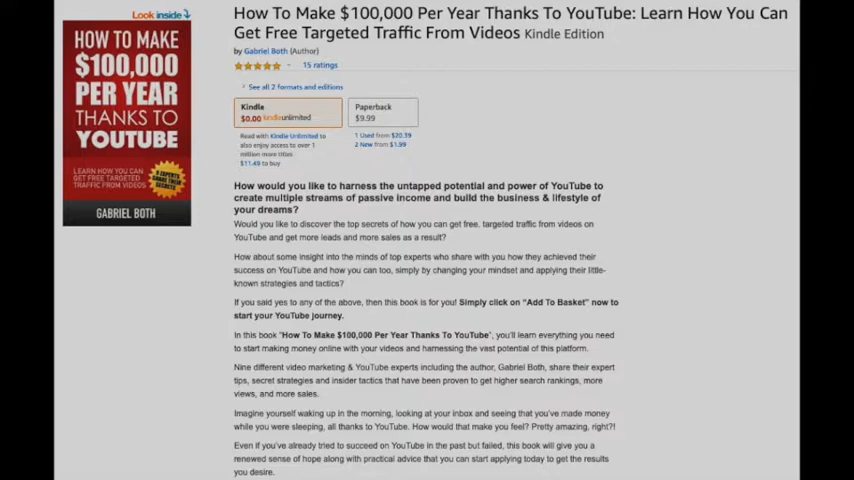 Look inside
HOW TO MAKE
$100,000
PER YEAR
THANKS TO
YOUTUBE
LEARN HOW YOU CAN
GET FREE TARGETED
TRAFFIC FROM VIDEOS
9 EXPERTS
SHARE THEIR
SECRETS
GABRIEL BOTH
How To Make $100,000 Per Year Thanks To YouTube: Learn How You Can
Get Free Targeted Traffic From Videos Kindle Edition
by Gabriel Both (Author)
15 ratings
See all 2 formats and editions
Kindle
$0.00 kindleunlimited
Read with Kindle Unlimited to
also enjoy access to over 1
million more titles
$11.49 to buy
Paperback
$9.99
1 Used from $20.39
2 New from $1.99
How would you like to harness the untapped potential and power of YouTube to
create multiple streams of passive income and build the business & lifestyle of
your dreams?
Would you like to discover the top secrets of how you can get free, targeted traffic from videos on
YouTube and get more leads and more sales as a result?
How about some insight into the minds of top experts who share with you how they achieved their
success on YouTube and how you can too, simply by changing your mindset and applying their little-
known strategies and tactics?
If you said yes to any of the above, then this book is for you! Simply click on "Add To Basket" now to
start your YouTube journey.
In this book "How To Make $100,000 Per Year Thanks To YouTube", you'll learn everything you need
to start making money online with your videos and harnessing the vast potential of this platform.
Nine different video marketing & YouTube experts including the author, Gabriel Both, share their expert
tips, secret strategies and insider tactics that have been proven to get higher search rankings, more
views, and more sales.
Imagine yourself waking up in the morning, looking at your inbox and seeing that you've made money
while you were sleeping, all thanks to YouTube. How would that make you feel? Pretty amazing, right?!
Even if you've already tried to succeed on YouTube in the past but failed, this book will give you a
renewed sense of hope along with practical advice that you can start applying today to get the results
you desire.